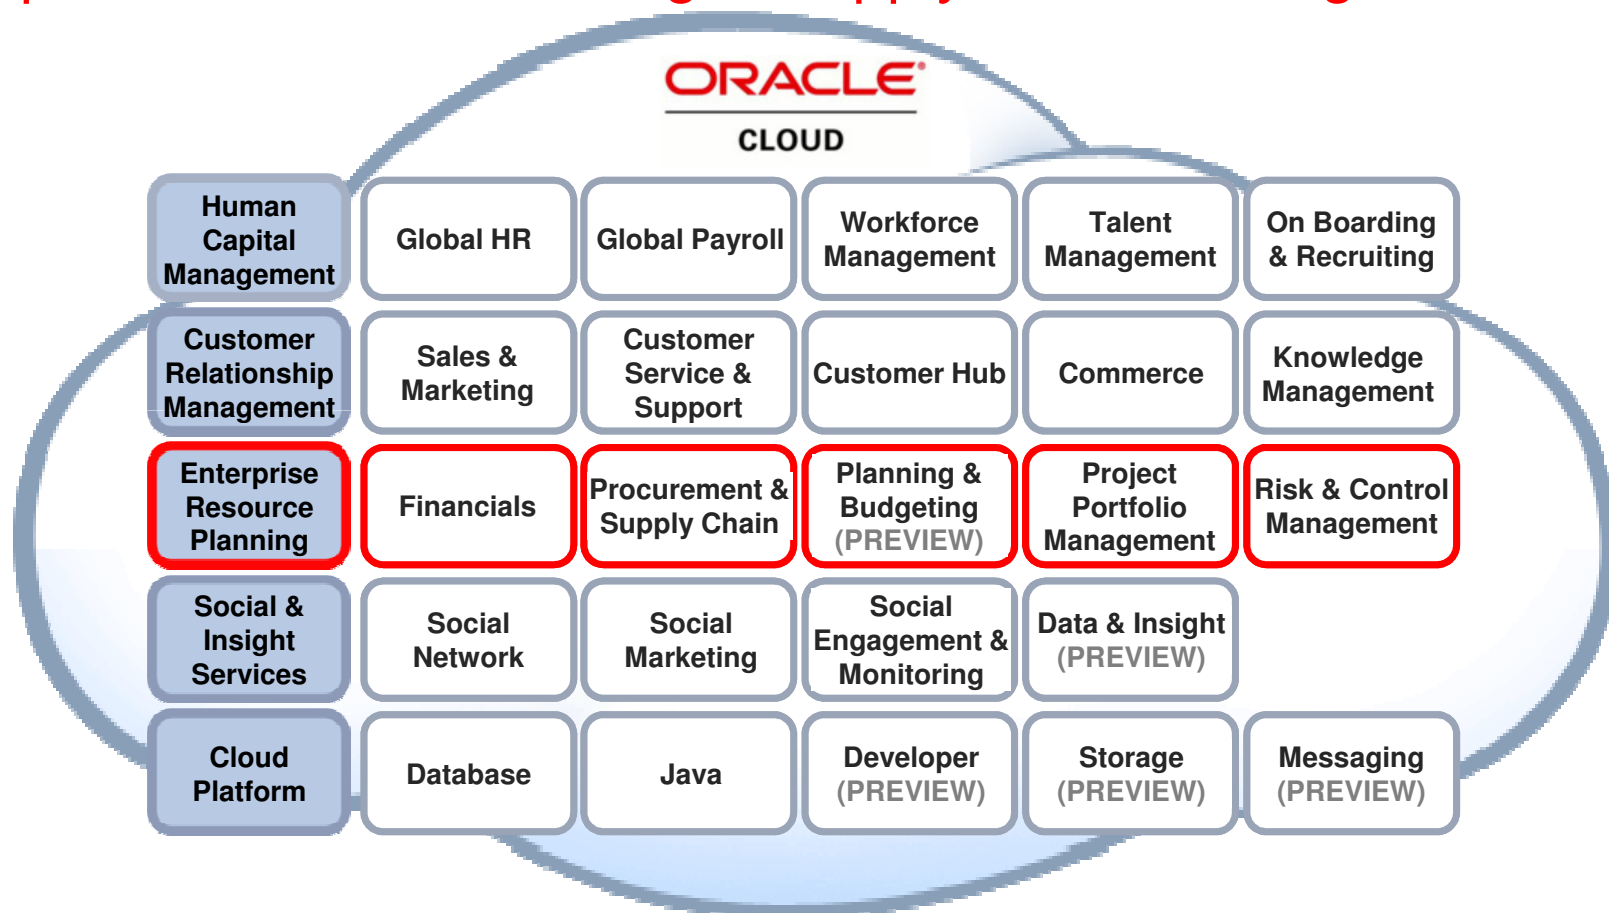 ORACLE
CLOUD
Human
Capital
Management
Global HR
Global Payroll
Workforce
Management
Talent
Management
On Boarding
& Recruiting
Customer
Relationship
Management
Sales &
Marketing
Customer
Service &
Support
Customer Hub
Commerce
Knowledge
Management
Enterprise
Resource
Planning
Financials
Procurement &
Supply Chain
Planning &
Budgeting
(PREVIEW)
Project
Portfolio
Management
Risk & Control
Management
Social &
Insight
Services
Social
Network
Social
Marketing
Social
Engagement &
Monitoring
Data & Insight
(PREVIEW)
Cloud
Platform
Database
Java
Developer
(PREVIEW)
Storage
(PREVIEW)
Messaging
(PREVIEW)